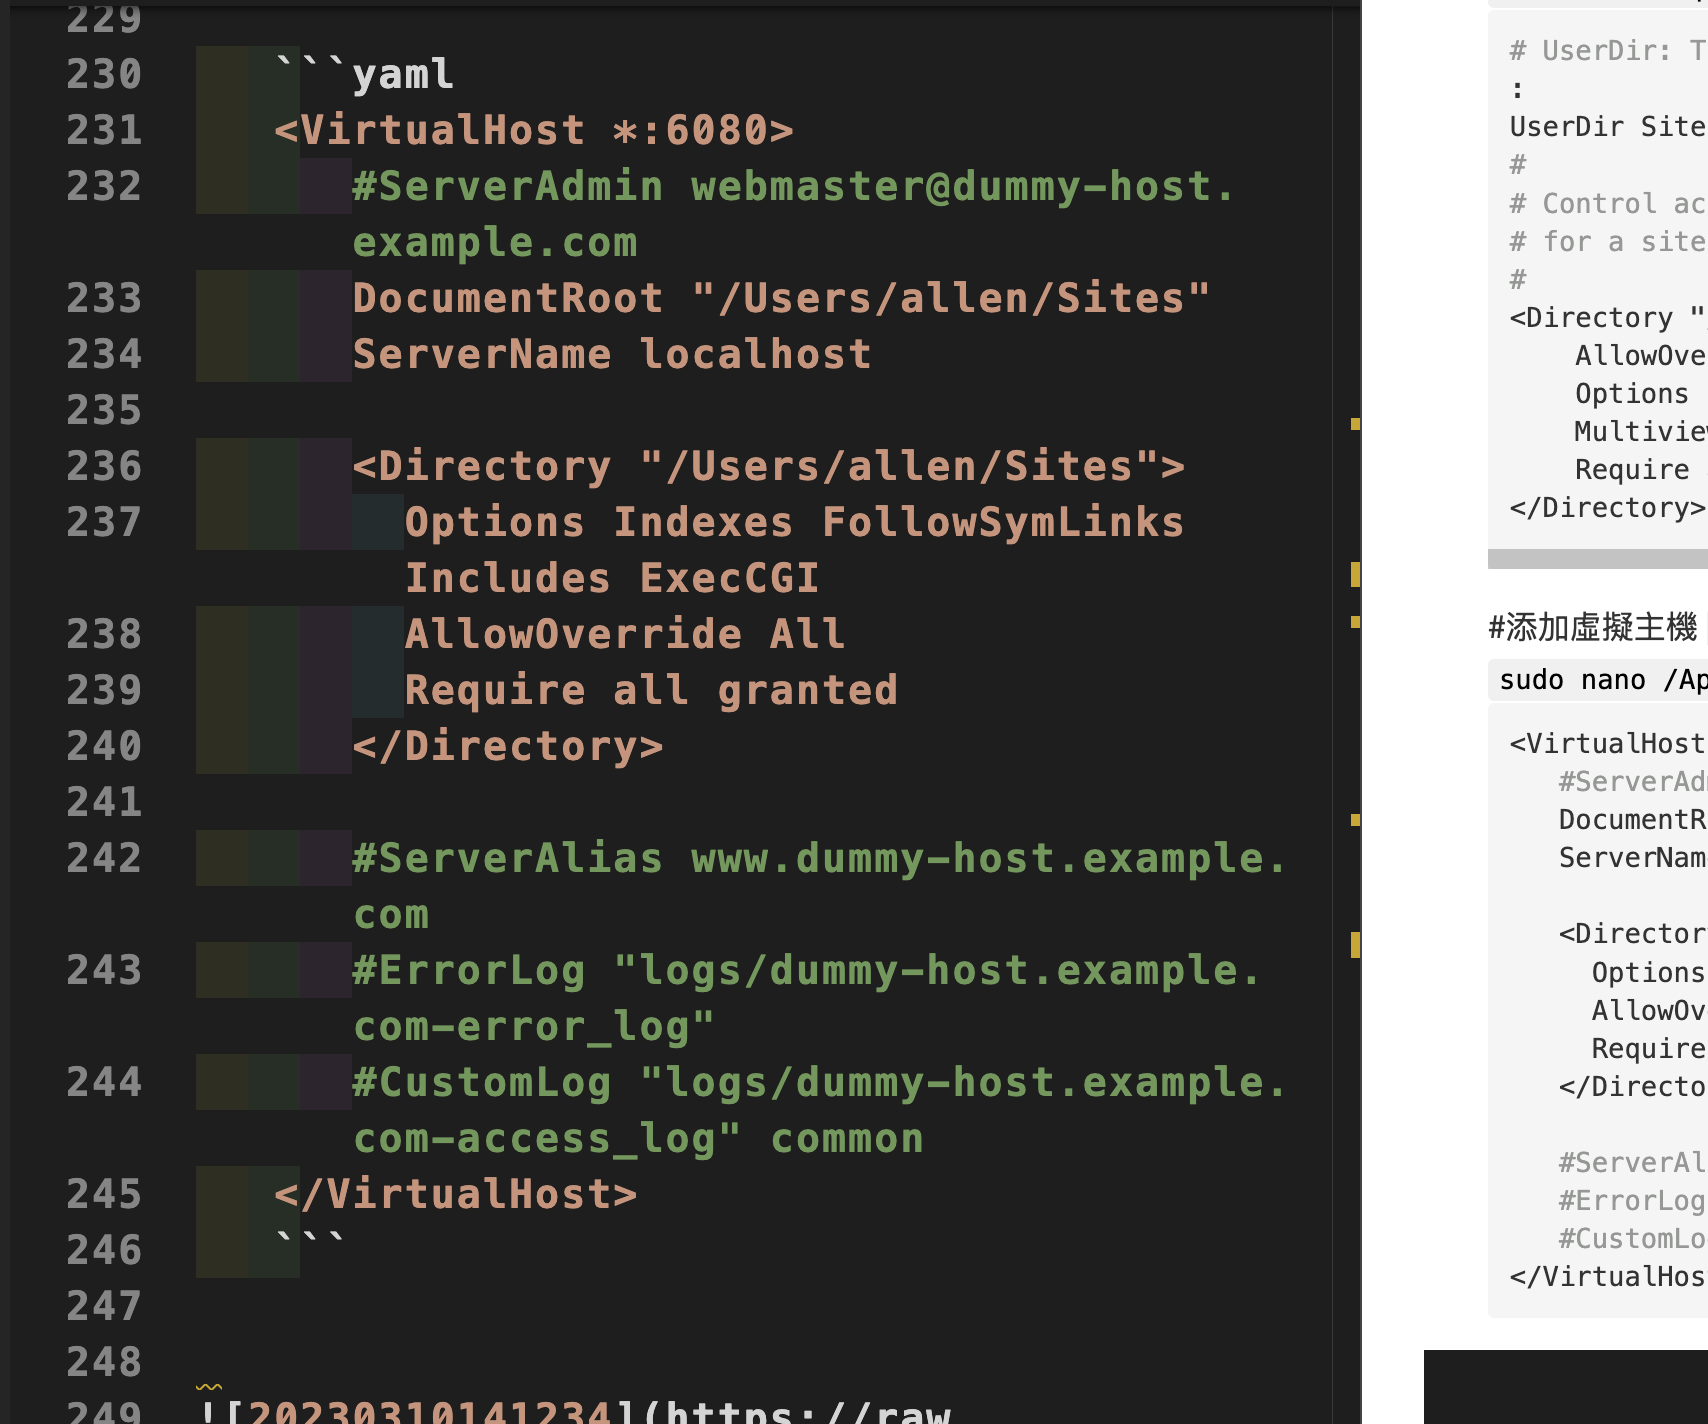 229
230 ```yaml
231 <VirtualHost *:6080>
232 #ServerAdmin webmaster@dummy-host.
example.com
233 DocumentRoot "/Users/allen/Sites"
234 ServerName localhost
235
236 <Directory "/Users/allen/Sites">
237 Options Indexes FollowSymLinks
Includes ExecCGI
238 AllowOverride All
239 Require all granted
240 </Directory>
241
242 #ServerAlias www.dummy-host.example.
com
243 #ErrorLog "logs/dummy-host.example.
com-error_log"
244 #CustomLog "logs/dummy-host.example.
com-access_log" common
245 </VirtualHost>
246 ```
247
248
249 ![20230310141234](https://raw
# UserDir: T
:
UserDir Site
#
# Control ac
# for a site
#
<Directory "
AllowOve
Options
Multivie
Require
</Directory>
#添加虛擬主機
sudo nano /Ap
<VirtualHost
#ServerAd
DocumentR
ServerNam
<Director
Options
AllowOv
Require
</Directo
#ServerAl
#ErrorLog
#CustomLo
</VirtualHos